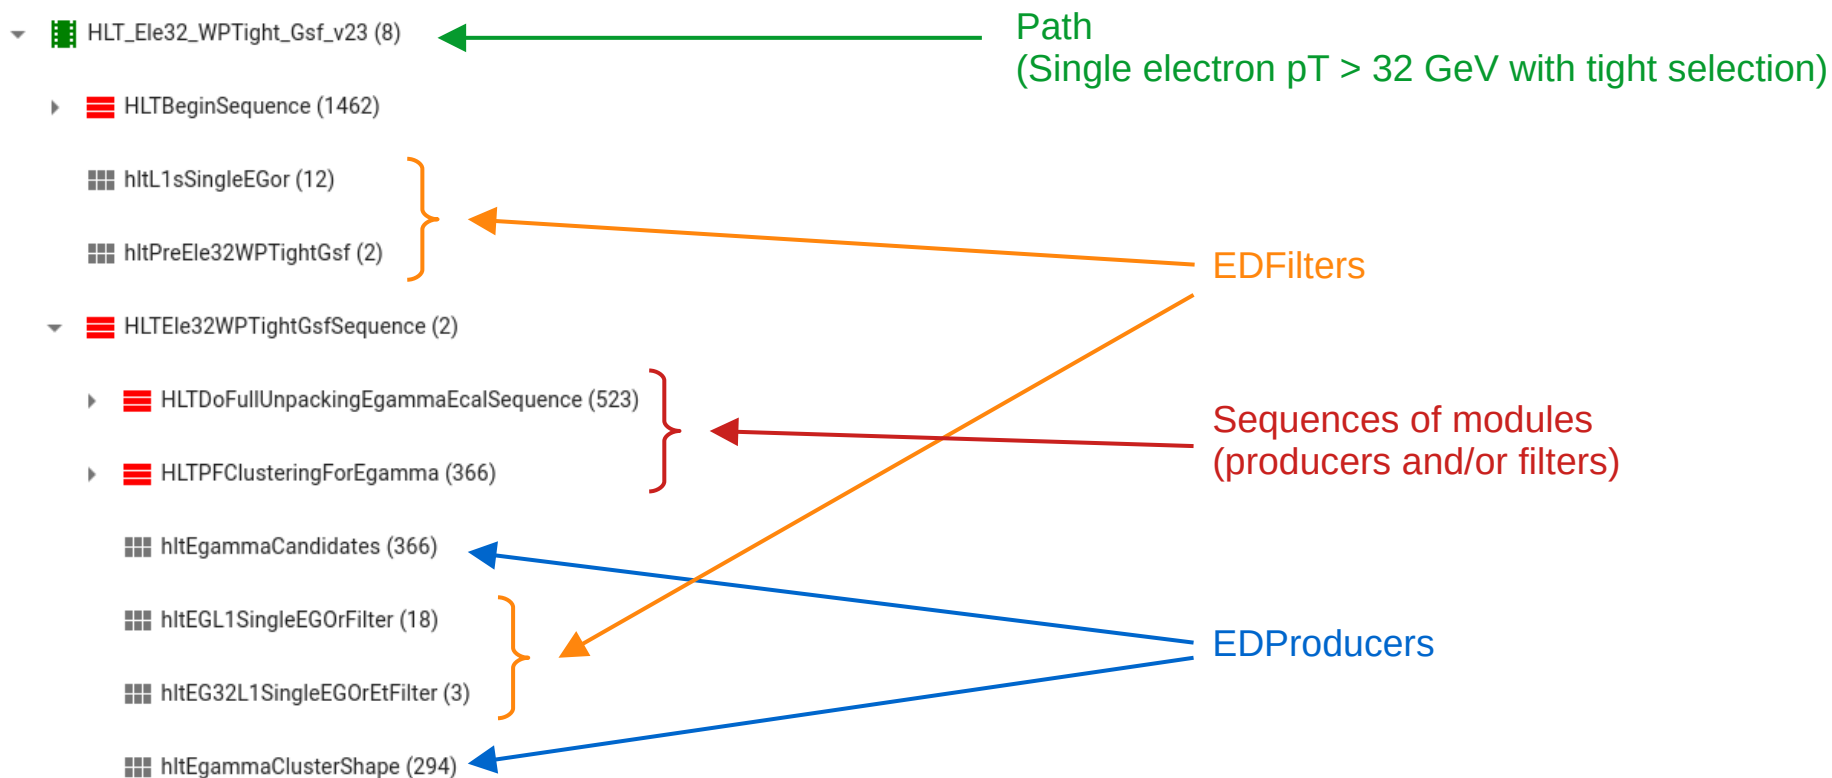 HLT_Ele32_WPTight_Gsf_v23 (8)
Path
(Single electron pT > 32 GeV with tight selection)
HLTBeginSequence (1462)
hltL1sSingleEGor (12)
hltPreEle32WPTightGsf (2)
EDFilters
HLTEle32WPTightGsfSequence (2)
HLTDoFullUnpackingEgammaEcalSequence (523)
Sequences of modules
(producers and/or filters)
HLTPFClusteringForEgamma (366)
hltEgammaCandidates (366)
hltEGL1SingleEGOrFilter (18)
EDProducers
hltEG32L1SingleEGOrEtFilter (3)
hltEgammaClusterShape (294)